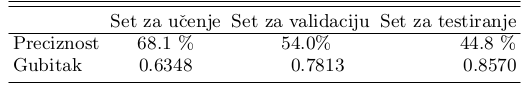 Set za učenje Set za validaciju Set za testiranje
Preciznost 68.1 % 54.0% 44.8 %
Gubitak 0.6348 0.7813 0.8570